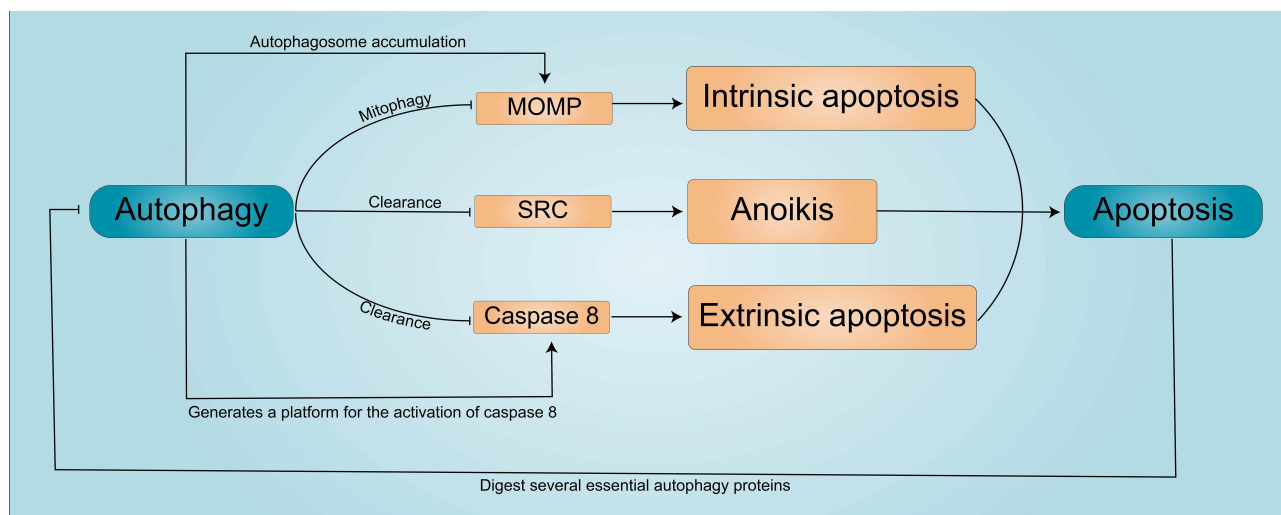 Autophagosome accumulation
Mitophagy
MOMP
Intrinsic apoptosis
Autophagy
Clearance
SRC
Anoikis
Apoptosis
Clearance
Caspase 8
Extrinsic apoptosis
Generates a platform for the activation of caspase 8
Digest several essential autophagy proteins